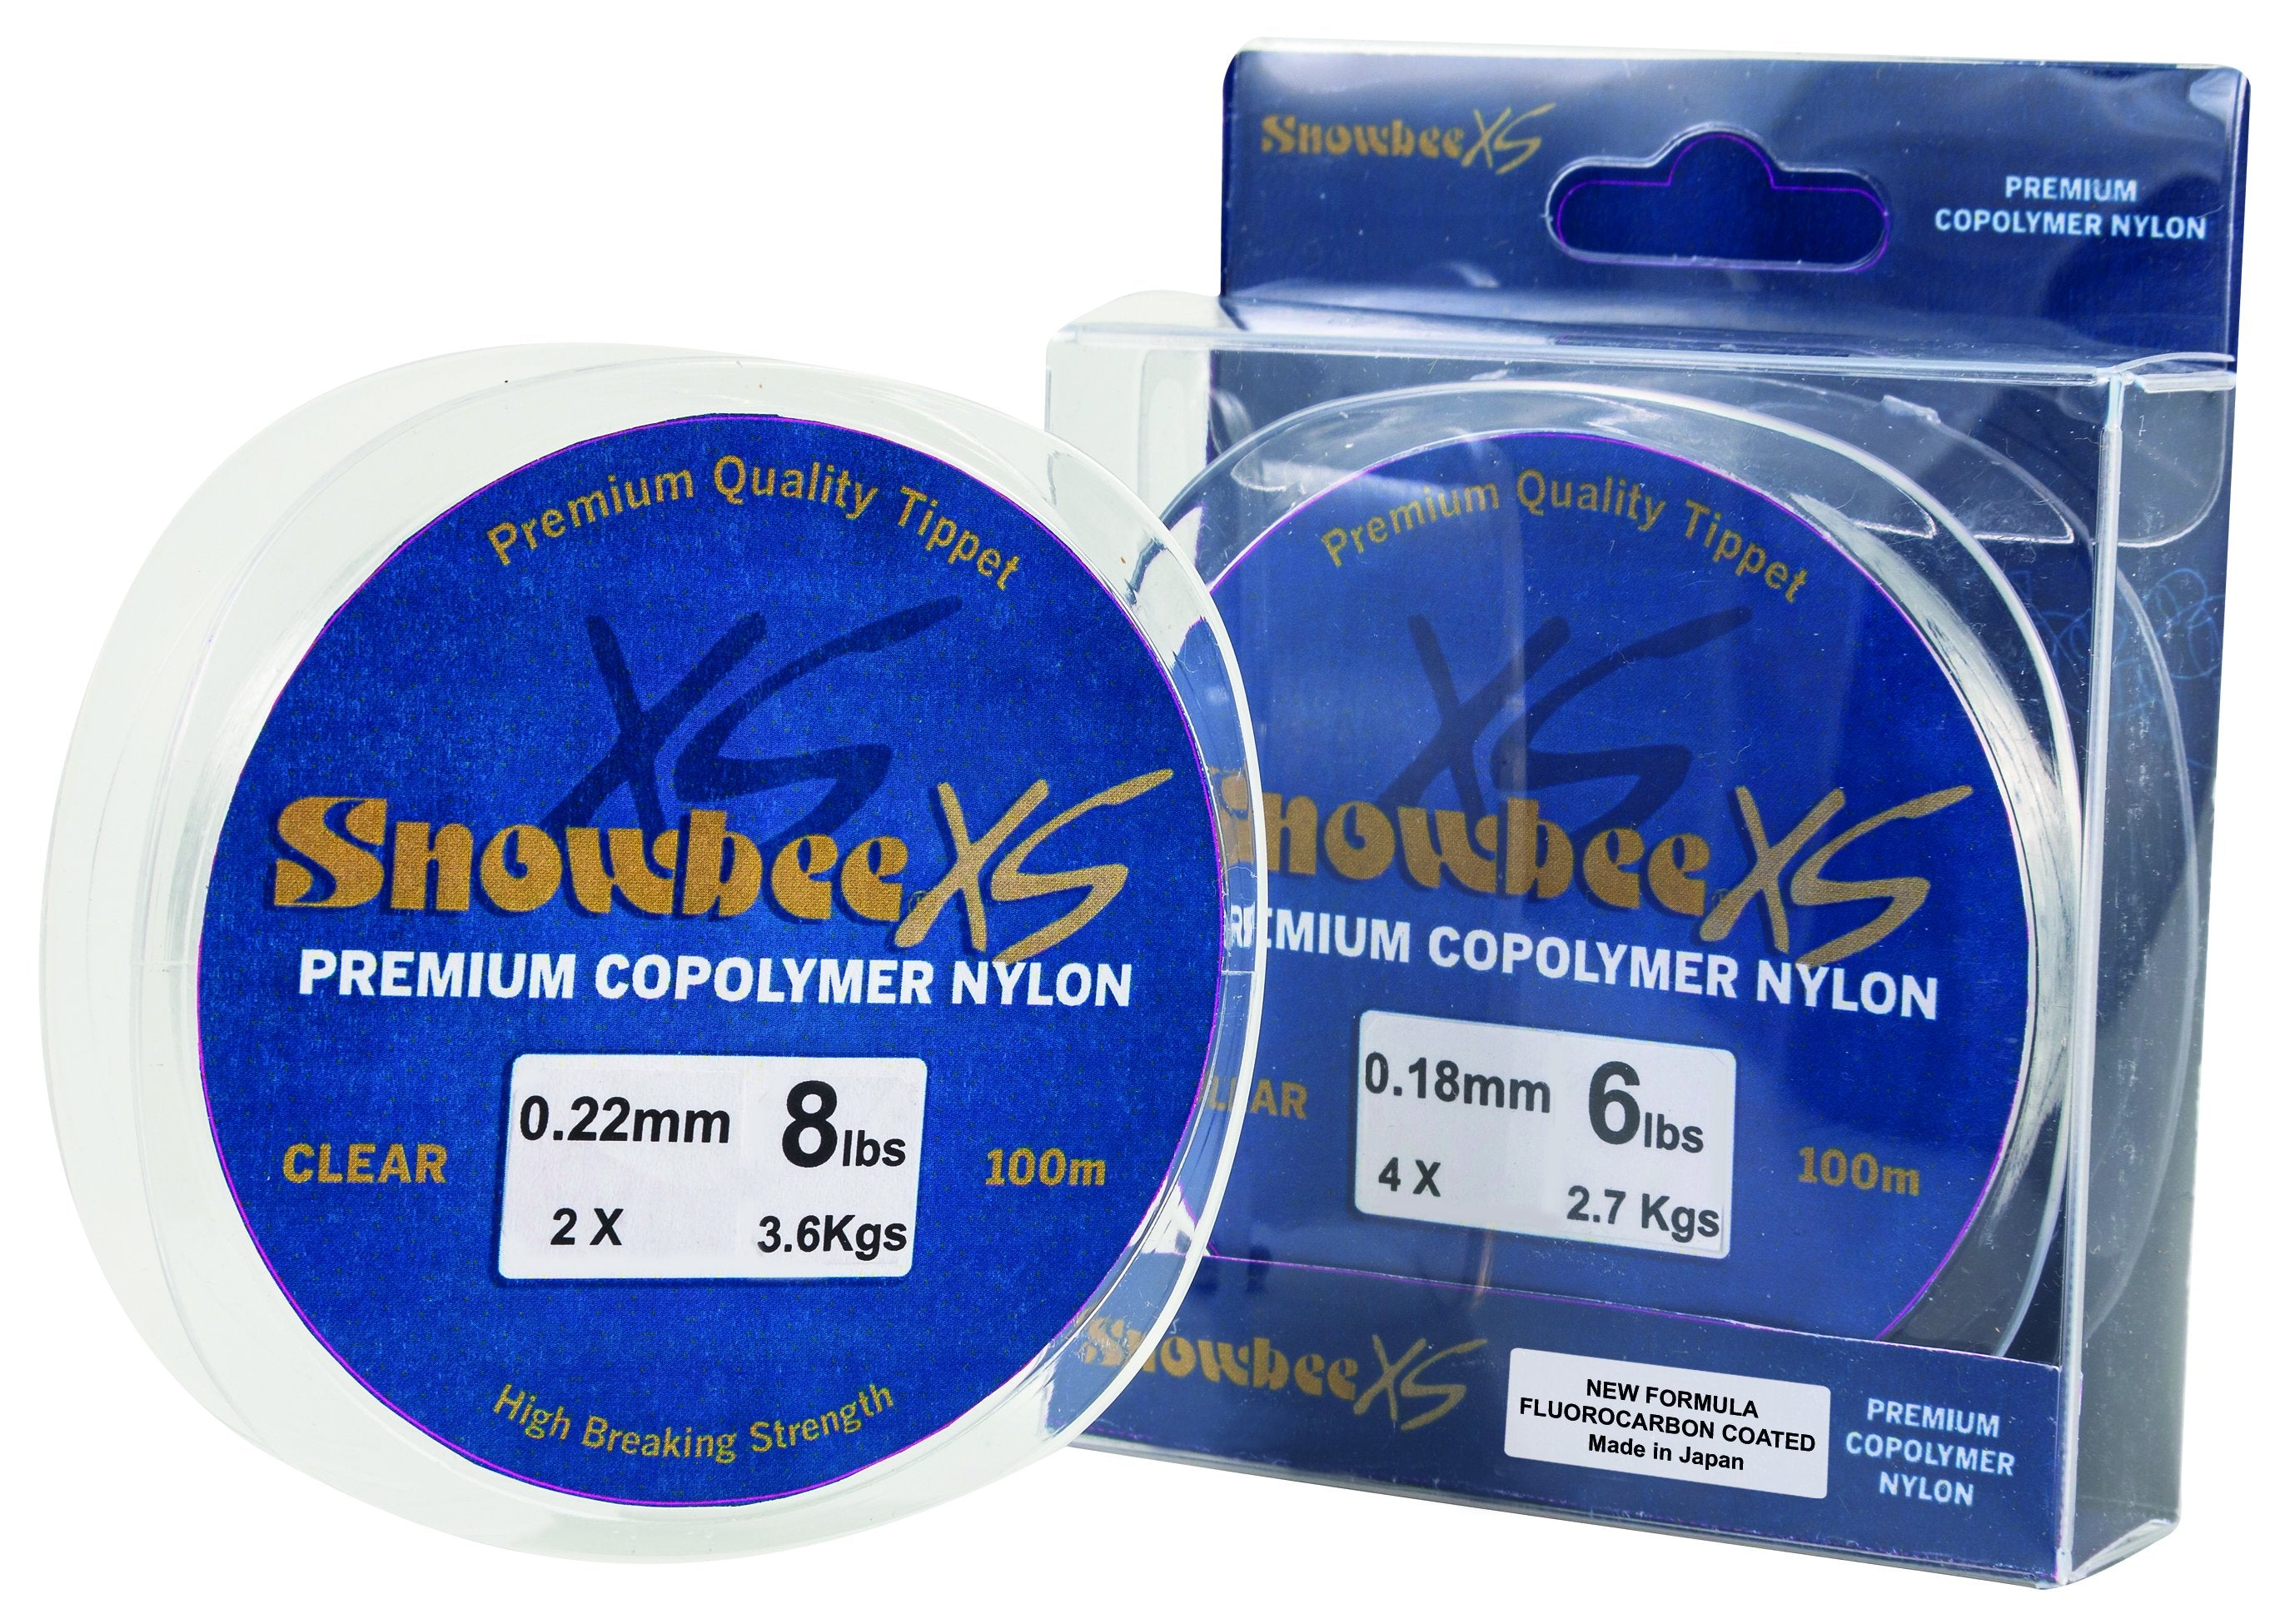 Premium Quality Tippet
XS
Snowbee XS
PREMIUM COPOLYMER NYLON
0.22mm 8lbs
CLEAR
100m
2 X 3.6Kgs
High Breaking Strength
Snowbee XS
PREMIUM
COPOLYMER NYLON
Premium Quality Tippet
XS
Snowbee XS
PREMIUM COPOLYMER NYLON
0.18mm 6lbs
CLEAR
100m
4 X 2.7 Kgs
Snowbee XS
NEW FORMULA
FLUOROCARBON COATED
Made in Japan
PREMIUM
COPOLYMER
NYLON